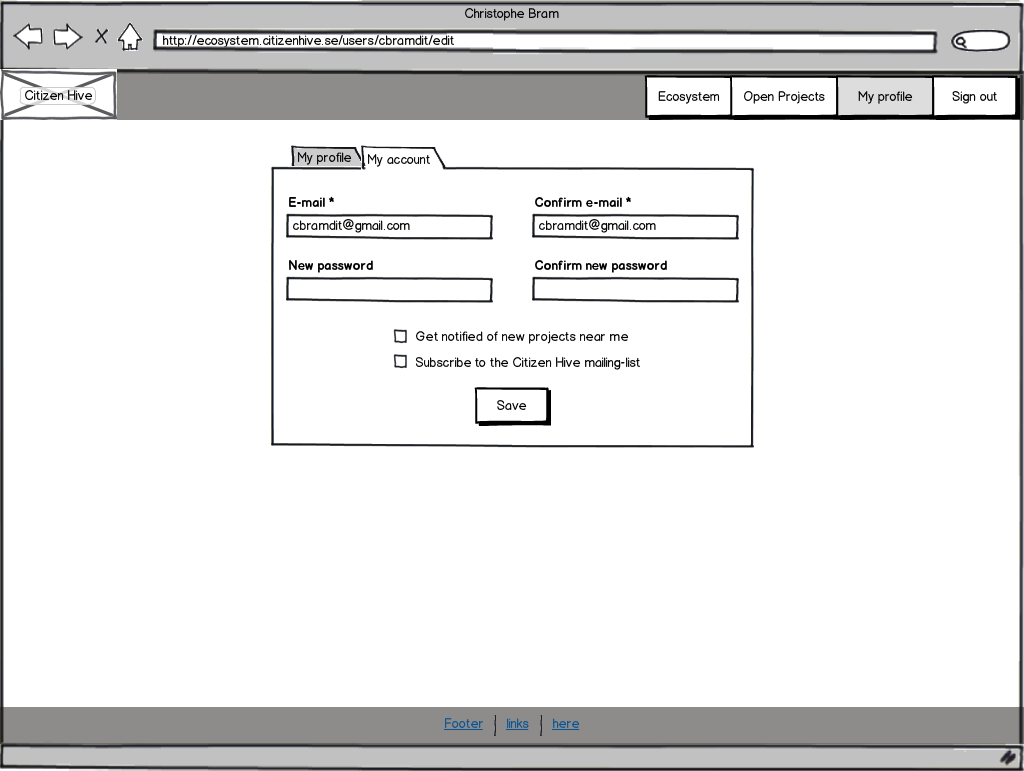 Christophe Bram
http://ecosystem.citizenhive.se/users/cbramdit/edit
Citizen Hive
Ecosystem
Open Projects
My profile
Sign out
My profile
My account
E-mail *
Confirm e-mail *
cbramdit@gmail.com
cbramdit@gmail.com
New password
Confirm new password
Get notified of new projects near me
Subscribe to the Citizen Hive mailing-list
Save
Footer
links
here